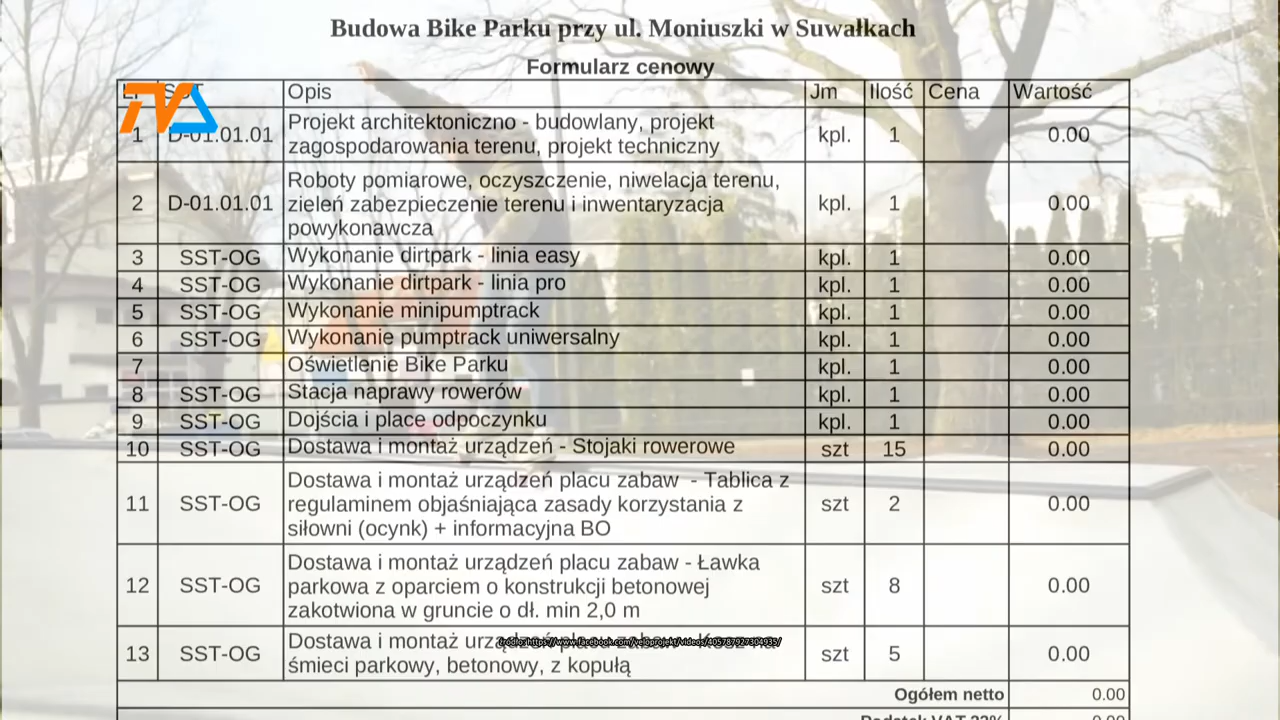 Budowa Bike Parku przy ul. Moniuszki w Suwałkach
Formularz cenowy
SST Opis Jm Ilość Cena Wartość
TVA
1 D-01.01.01 Projekt architektoniczno - budowlany, projekt zagospodarowania terenu, projekt techniczny kpl. 1 0.00
2 D-01.01.01 Roboty pomiarowe, oczyszczenie, niwelacja terenu, zieleń zabezpieczenie terenu i inwentaryzacja powykonawcza kpl. 1 0.00
3 SST-OG Wykonanie dirtpark - linia easy kpl. 1 0.00
4 SST-OG Wykonanie dirtpark - linia pro kpl. 1 0.00
5 SST-OG Wykonanie minipumptrack kpl. 1 0.00
6 SST-OG Wykonanie pumptrack uniwersalny kpl. 1 0.00
7 Oświetlenie Bike Parku kpl. 1 0.00
8 SST-OG Stacja naprawy rowerów kpl. 1 0.00
9 SST-OG Dojścia i place odpoczynku kpl. 1 0.00
10 SST-OG Dostawa i montaż urządzeń - Stojaki rowerowe szt 15 0.00
11 SST-OG Dostawa i montaż urządzeń placu zabaw - Tablica z regulaminem objaśniająca zasady korzystania z siłowni (ocynk) + informacyjna BO szt 2 0.00
12 SST-OG Dostawa i montaż urządzeń placu zabaw - Ławka parkowa z oparciem o konstrukcji betonowej zakotwiona w gruncie o dł. min 2,0 m szt 8 0.00
13 SST-OG Dostawa i montaż urządzeń placu zabaw - śmieci parkowy, betonowy, z kopułą szt 5 0.00
Ogółem netto 0.00